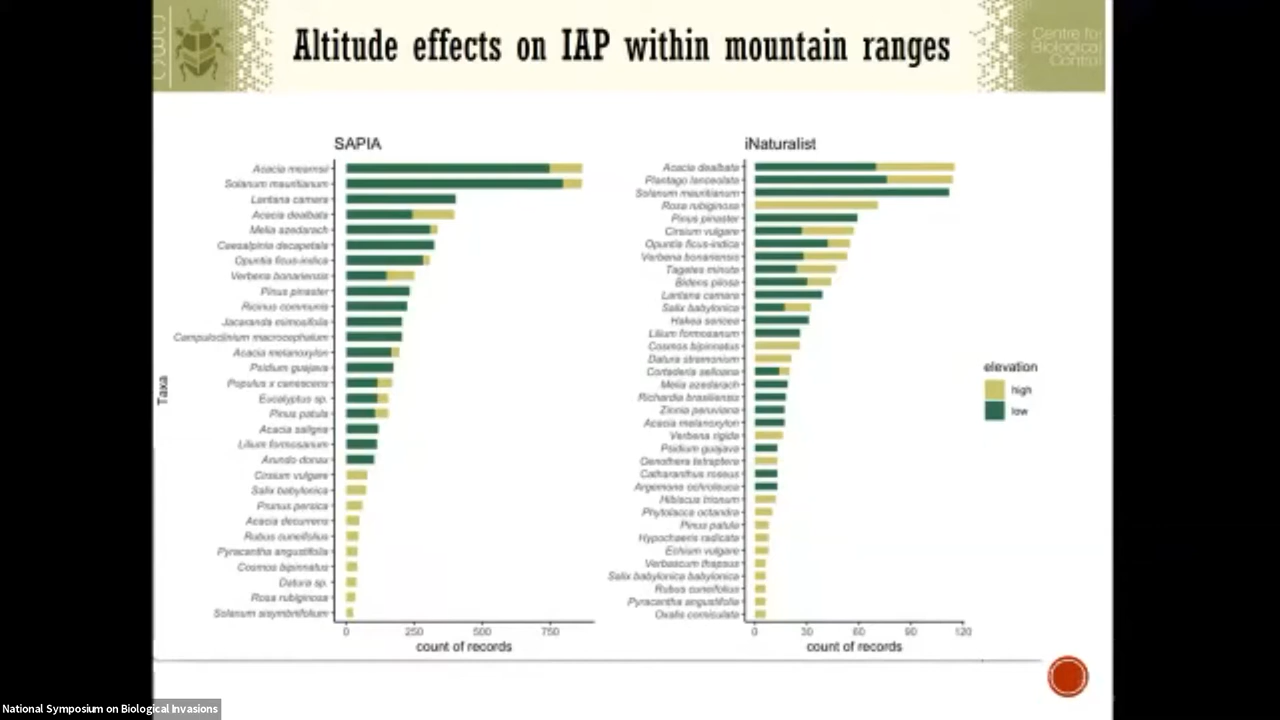 Altitude effects on IAP within mountain ranges
Centre for
Biological
Control
SAPIA
Acacia mearnsii
Solanum mauritianum
Lantana camara
Acacia dealbata
Melia azedarach
Caesalpinia decapetala
Opuntia ficus-indica
Verbena bonariensis
Pinus pinaster
Ricinus communis
Jacaranda mimosifolia
Campuloclinium macrocephalum
Acacia melanoxylon
Psidium guajava
Populus x canescens
Eucalyptus sp.
Pinus patula
Acacia saligna
Lilium formosanum
Arundo donax
Cirsium vulgare
Salix babylonica
Prunus persica
Acacia decurrens
Rubus cuneifolius
Pyracantha angustifolia
Cosmos bipinnatus
Datura sp.
Rosa rubiginosa
Solanum sisymbriifolium
Taxa
0 250 500 750
count of records
iNaturalist
Acacia dealbata
Plantago lanceolata
Solanum mauritianum
Rosa rubiginosa
Pinus pinaster
Cirsium vulgare
Opuntia ficus-indica
Verbena bonariensis
Tagetes minuta
Bidens pilosa
Lantana camara
Salix babylonica
Hakea sericea
Lilium formosanum
Cosmos bipinnatus
Datura stramonium
Cortaderia selloana
Melia azedarach
Richardia brasiliensis
Zinnia peruviana
Acacia melanoxylon
Verbena rigida
Psidium guajava
Oenothera tetraptera
Catharanthus roseus
Argemone ochroleuca
Hibiscus trionum
Phytolacca octandra
Pinus patula
Hypochaeris radicata
Echium vulgare
Verbascum thapsus
Salix babylonica babylonica
Rubus cuneifolius
Pyracantha angustifolia
Oxalis corniculata
0 30 60 90 120
count of records
elevation
high
low
National Symposium on Biological Invasions